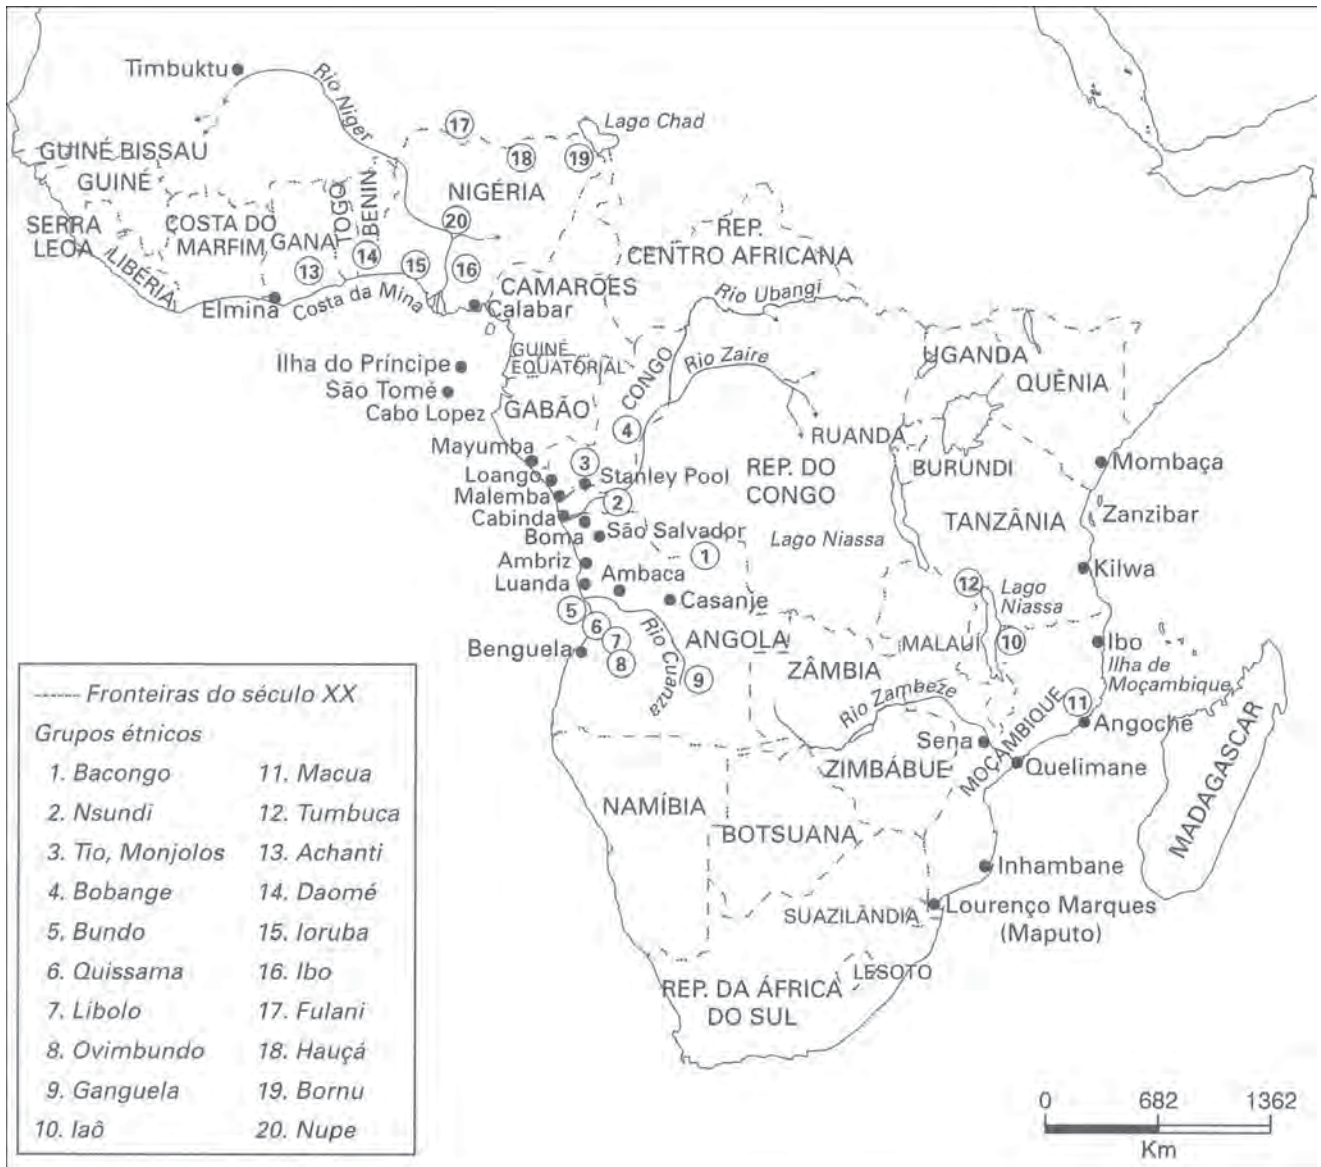 Timbuktu
Rio Niger
Lago Chad
17
18
19
GUINÉ BISSAU
GUINÉ
NIGÉRIA
TOGO
BENIN
20
SERRA
LEOA
COSTA DO
MARFIM
GANA
LIBÉRIA
13
14
15
16
REP.
CENTRO AFRICANA
CAMARÕES
Elmina
Costa da Mina
Calabar
Rio Ubangi
GUINÉ
EQUATORIAL
CONGO
Rio Zaire
UGANDA
QUÊNIA
Ilha do Príncipe
São Tomé
Cabo Lopez
GABÃO
4
RUANDA
Mayumba
3
Loango
Stanley Pool
REP. DO
CONGO
BURUNDI
Mombaça
Malemba
2
Cabinda
Boma
São Salvador
TANZÂNIA
Zanzibar
1
Lago Niassa
Ambriz
Ambaca
Luanda
Casanje
12
Lago
Niassa
Kilwa
5
6
7
8
Rio Cuanza
ANGOLA
MALAUÍ
10
Ibo
Benguela
9
ZÂMBIA
Ilha de
Moçambique
Rio Zambeze
11
Angoche
Sena
MOÇAMBIQUE
ZIMBÁBUE
Quelimane
MADAGASCAR
NAMÍBIA
BOTSUANA
Inhambane
SUAZILÂNDIA
Lourenço Marques
(Maputo)
LESOTO
REP. DA ÁFRICA
DO SUL
Fronteiras do século XX
Grupos étnicos
1. Bacongo
2. Nsundi
3. Tio, Monjolos
4. Bobange
5. Bundo
6. Quissama
7. Libolo
8. Ovimbundo
9. Ganguela
10. Iaô
11. Macua
12. Tumbuca
13. Achanti
14. Daomé
15. Ioruba
16. Ibo
17. Fulani
18. Hauçá
19. Bornu
20. Nupe
0 682 1362
Km